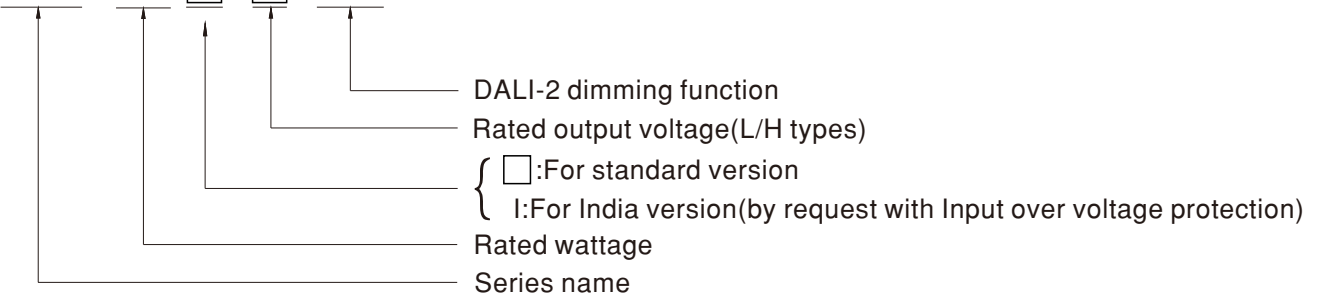 DALI-2 dimming function
Rated output voltage(L/H types)
□:For standard version
I:For India version(by request with Input over voltage protection)
Rated wattage
Series name